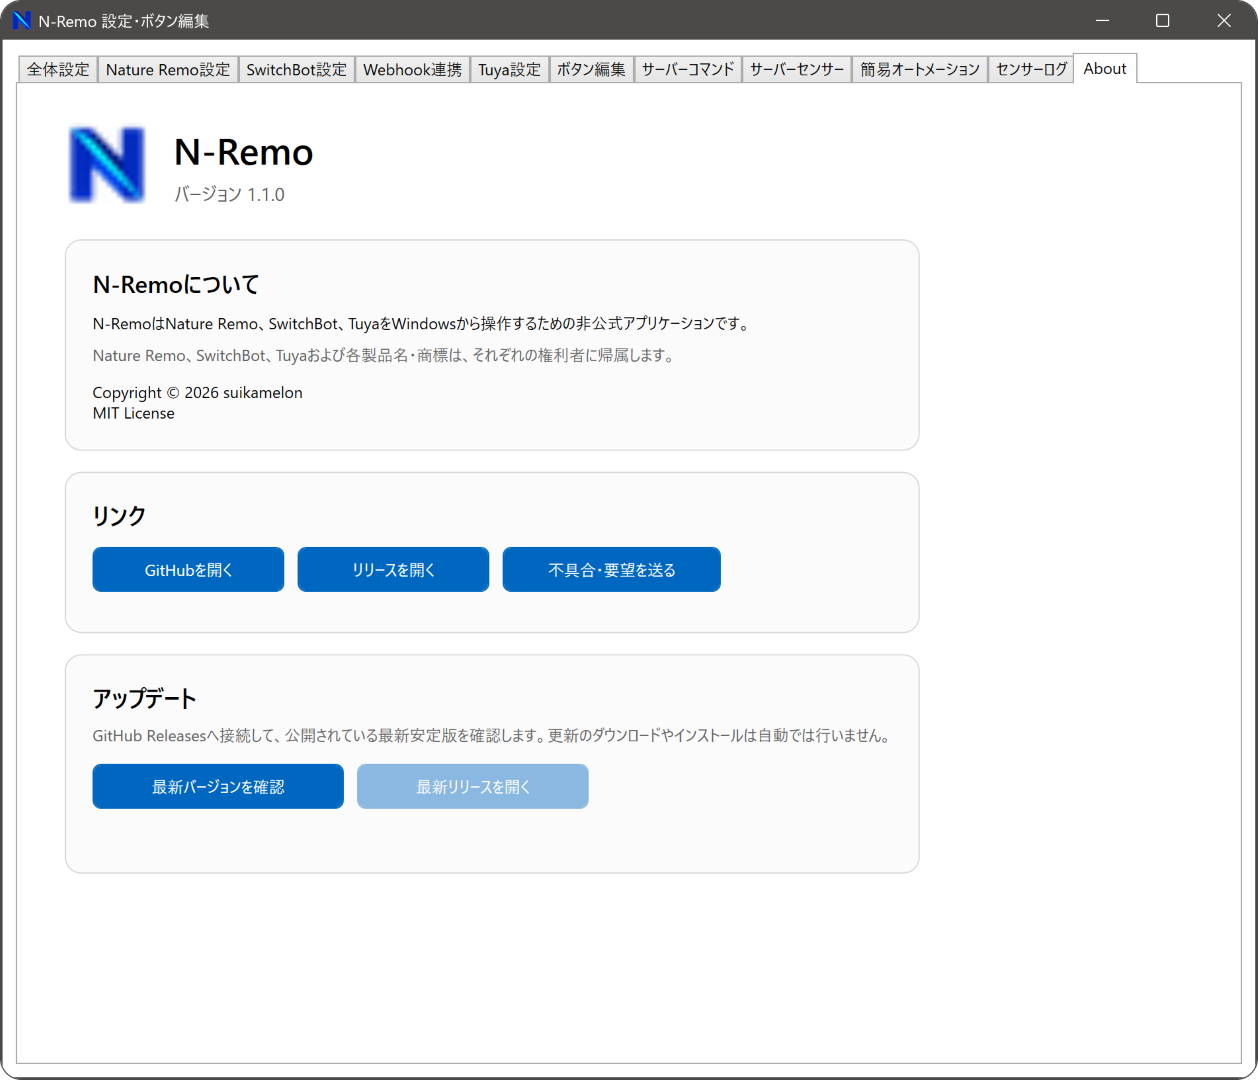 N-Remo 設定・ボタン編集
全体設定 Nature Remo設定 SwitchBot設定 Webhook連携 Tuya設定 ボタン編集 サーバーコマンド サーバーセンサー 簡易オートメーション センサーログ About
N-Remo
バージョン 1.1.0
N-Remoについて
N-RemoはNature Remo、SwitchBot、TuyaをWindowsから操作するための非公式アプリケーションです。
Nature Remo、SwitchBot、Tuyaおよび各製品名・商標は、それぞれの権利者に帰属します。
Copyright © 2026 suikamelon
MIT License
リンク
GitHubを開く リリースを開く 不具合・要望を送る
アップデート
GitHub Releasesへ接続して、公開されている最新安定版を確認します。更新のダウンロードやインストールは自動では行いません。
最新バージョンを確認 最新リリースを開く